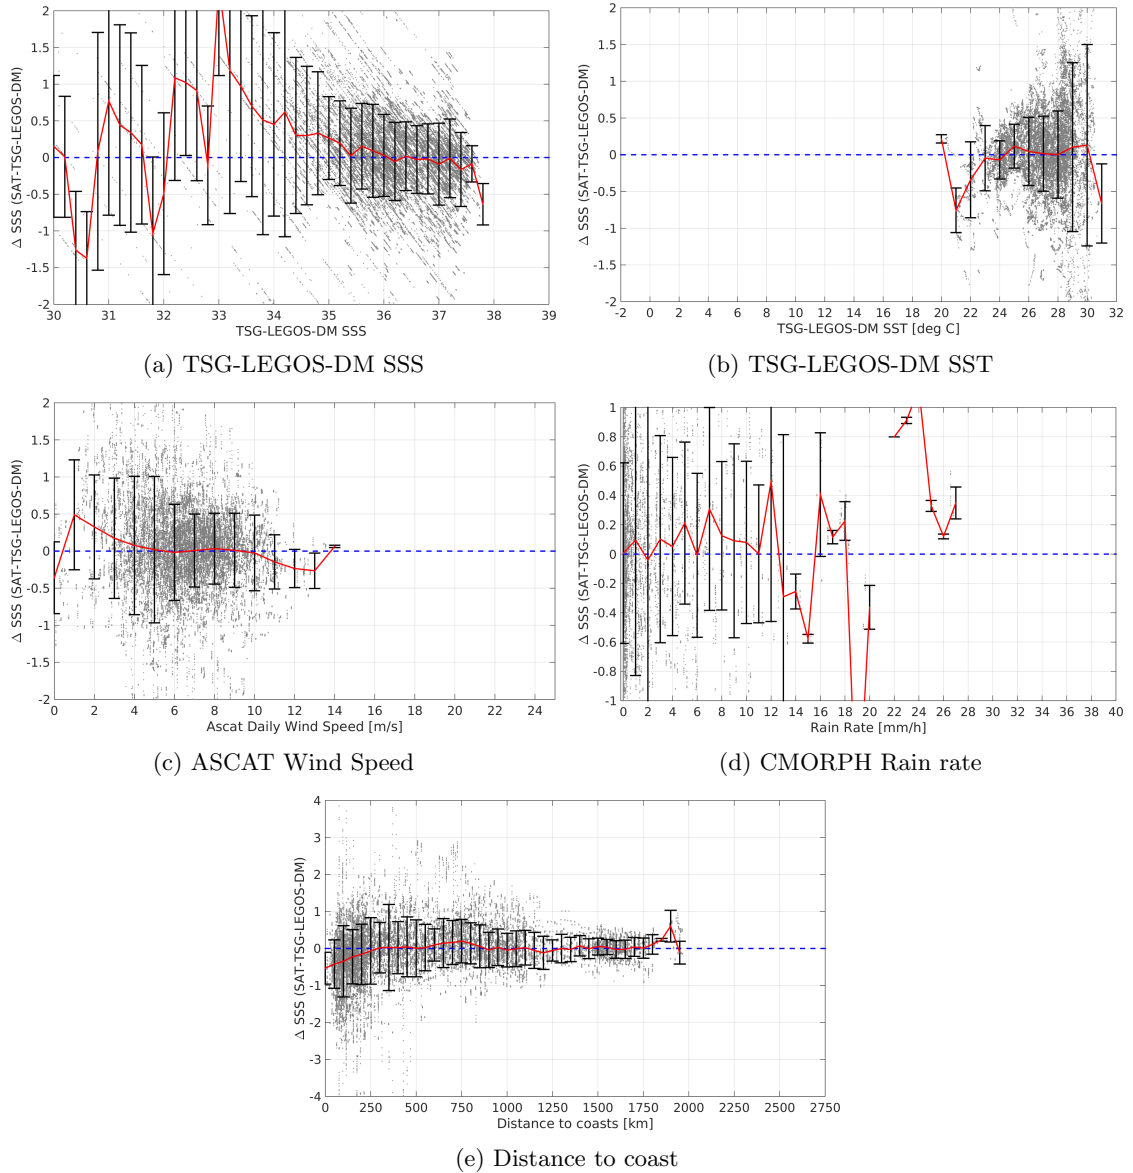 2
1.5
1
0.5
0
-0.5
-1
-1.5
-2
Δ SSS (SAT-TSG-LEGOS-DM)
30 31 32 33 34 35 36 37 38 39
TSG-LEGOS-DM SSS
(a) TSG-LEGOS-DM SSS
2
1.5
1
0.5
0
-0.5
-1
-1.5
-2
Δ SSS (SAT-TSG-LEGOS-DM)
-2 0 2 4 6 8 10 12 14 16 18 20 22 24 26 28 30 32
TSG-LEGOS-DM SST [deg C]
(b) TSG-LEGOS-DM SST
2
1.5
1
0.5
0
-0.5
-1
-1.5
-2
Δ SSS (SAT-TSG-LEGOS-DM)
0 2 4 6 8 10 12 14 16 18 20 22 24
Ascat Daily Wind Speed [m/s]
(c) ASCAT Wind Speed
1
0.8
0.6
0.4
0.2
0
-0.2
-0.4
-0.6
-0.8
-1
Δ SSS (SAT-TSG-LEGOS-DM)
0 2 4 6 8 10 12 14 16 18 20 22 24 26 28 30 32 34 36 38 40
Rain Rate [mm/h]
(d) CMORPH Rain rate
4
3
2
1
0
-1
-2
-3
-4
Δ SSS (SAT-TSG-LEGOS-DM)
0 250 500 750 1000 1250 1500 1750 2000 2250 2500 2750
Distance to coasts [km]
(e) Distance to coast